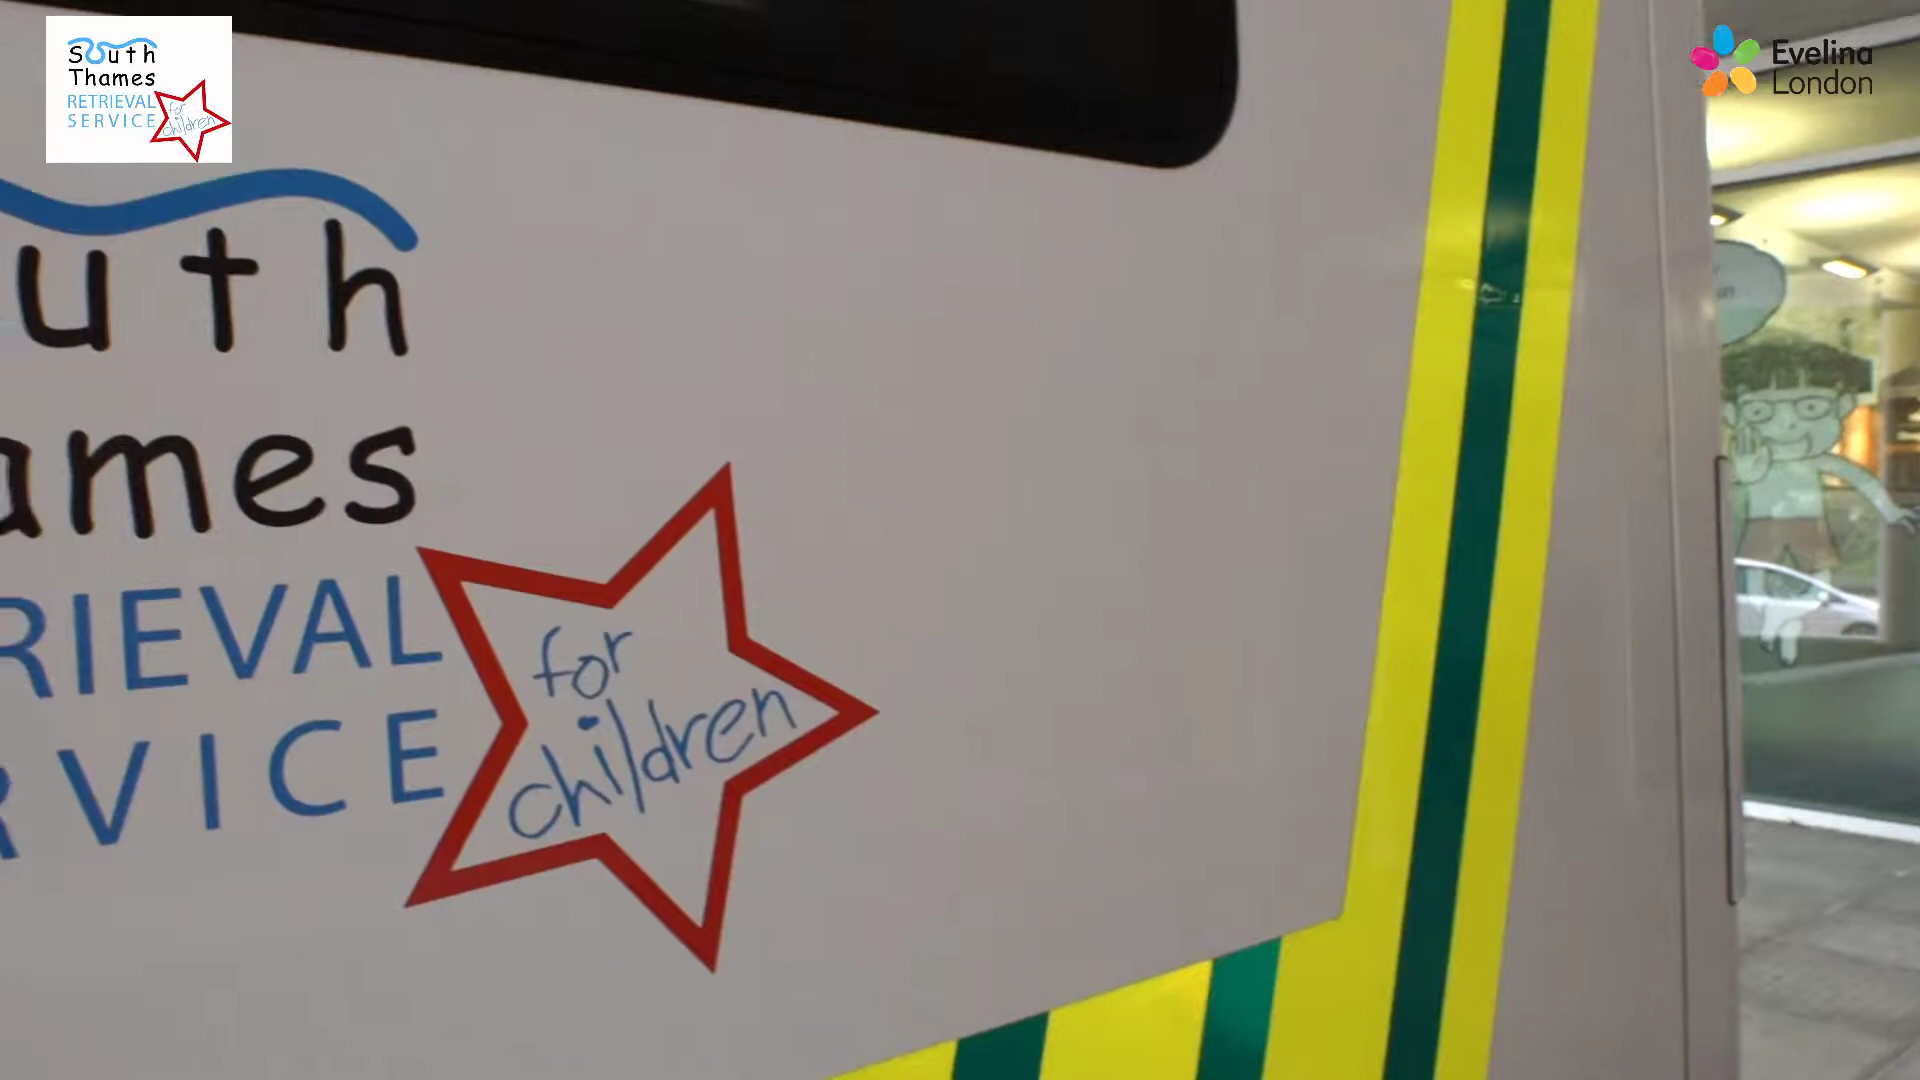 South
Thames
RETRIEVAL
SERVICE
for
children
Evelina
London
uth
ames
RIEVAL
RVICE
for
children